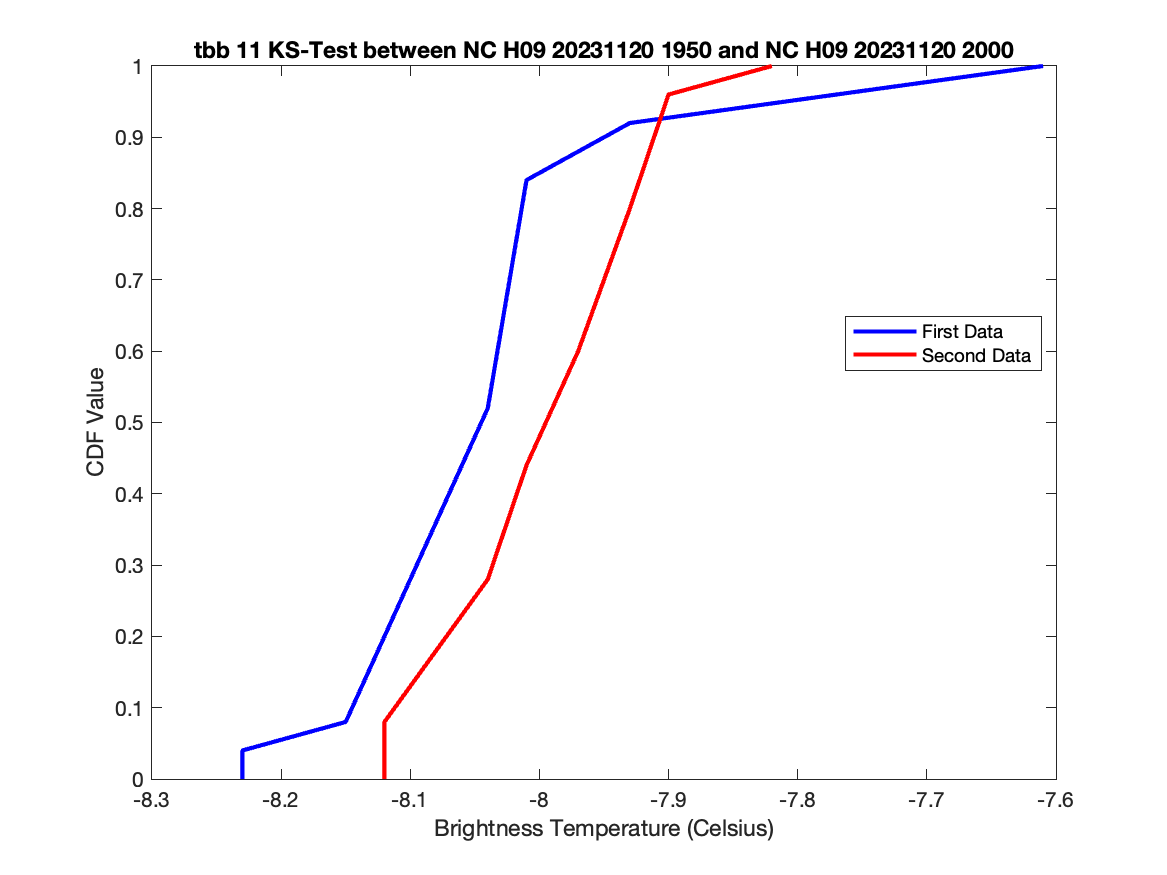 tbb 11 KS-Test between NC H09 20231120 1950 and NC H09 20231120 2000
1
0.9
0.8
0.7
0.6
0.5
0.4
0.3
0.2
0.1
0
CDF Value
First Data
Second Data
-8.3 -8.2 -8.1 -8 -7.9 -7.8 -7.7 -7.6
Brightness Temperature (Celsius)